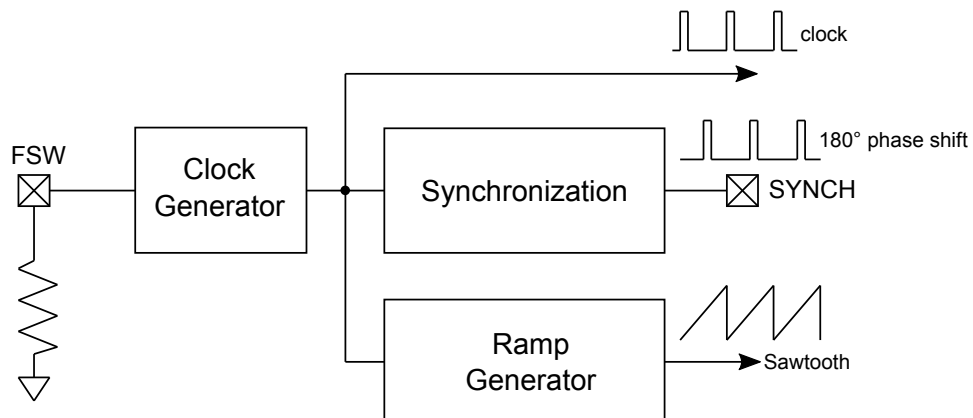 clock
FSW
Clock
Generator
Synchronization
180° phase shift
SYNCH
Ramp
Generator
Sawtooth